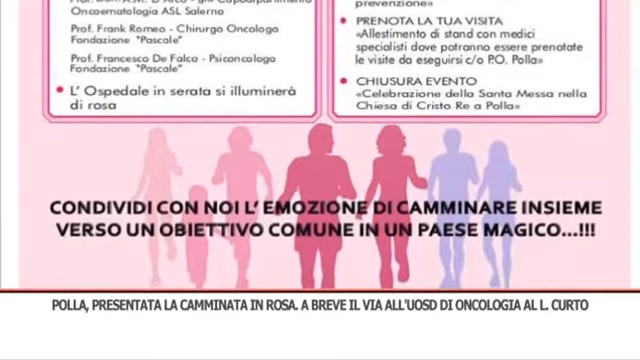 Oncoematologia ASL Salerno
Prof. Frank Romeo - Chirurgo Oncologo
Fondazione "Pascale"
Prof. Francesco De Falco - Psiconcologo
Fondazione "Pascale"
L' Ospedale in serata si illuminerà
di rosa
prevenzione»
PRENOTA LA TUA VISITA
«Allestimento di stand con medici
specialisti dove potranno essere prenotate
le visite da eseguirsi c/o P.O. Polla»
CHIUSURA EVENTO
«Celebrazione della Santa Messa nella
Chiesa di Cristo Re a Polla»
CONDIVIDI CON NOI L' EMOZIONE DI CAMMINARE INSIEME
VERSO UN OBIETTIVO COMUNE IN UN PAESE MAGICO...!!!
POLLA, PRESENTATA LA CAMMINATA IN ROSA. A BREVE IL VIA ALL'UOSD DI ONCOLOGIA AL L. CURTO